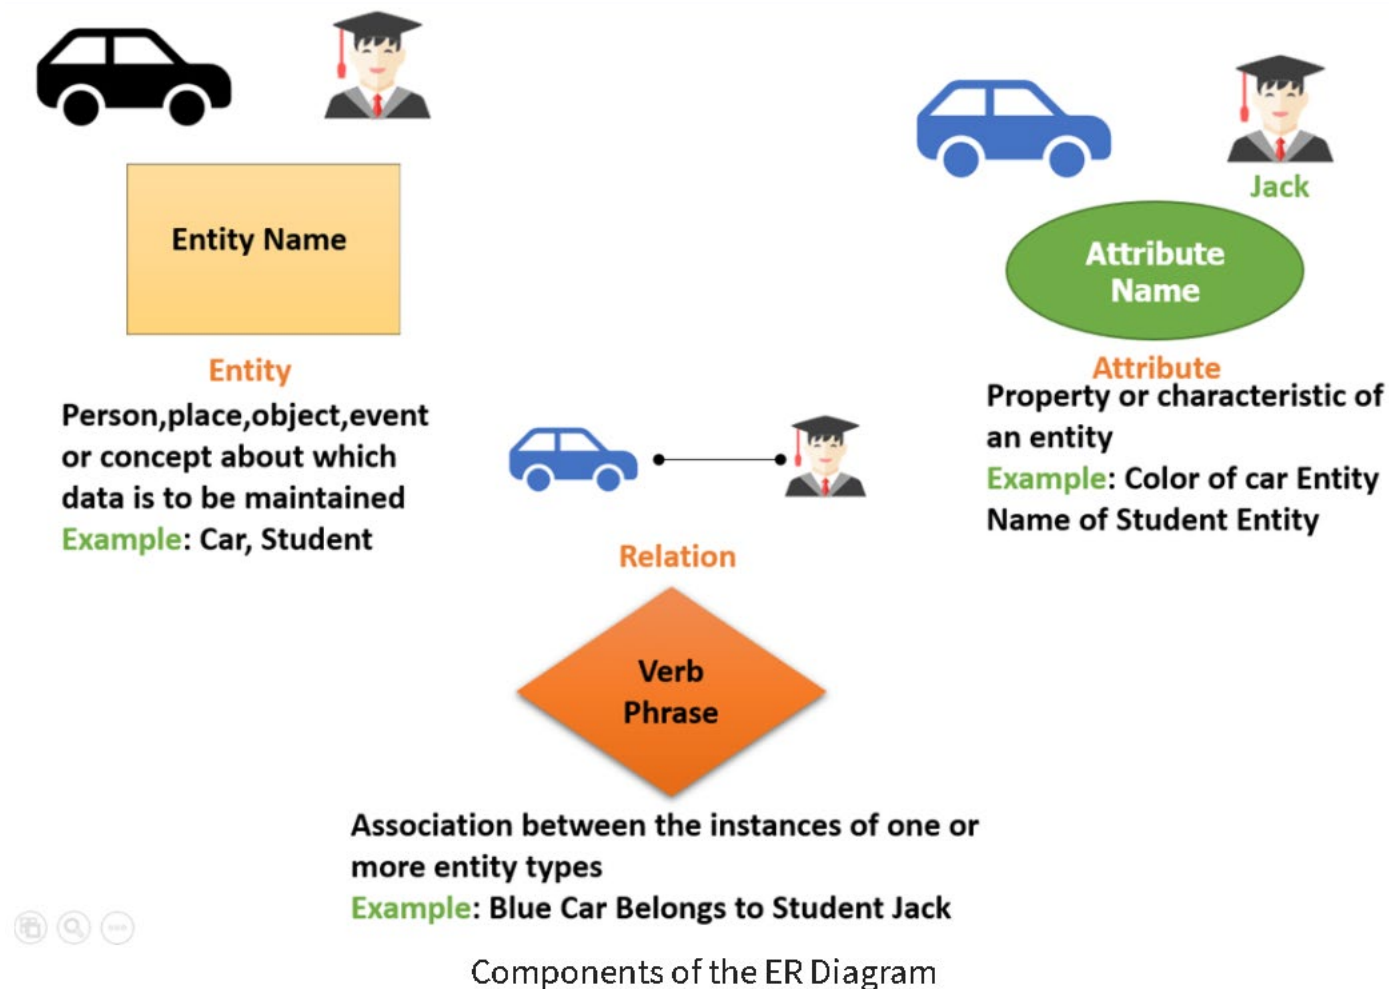 Jack
Entity Name
Attribute
Name
Entity
Person,place,object,event
or concept about which
data is to be maintained
Example: Car, Student
Attribute
Property or characteristic of
an entity
Example: Color of car Entity
Name of Student Entity
Relation
Verb
Phrase
Association between the instances of one or
more entity types
Example: Blue Car Belongs to Student Jack
Components of the ER Diagram